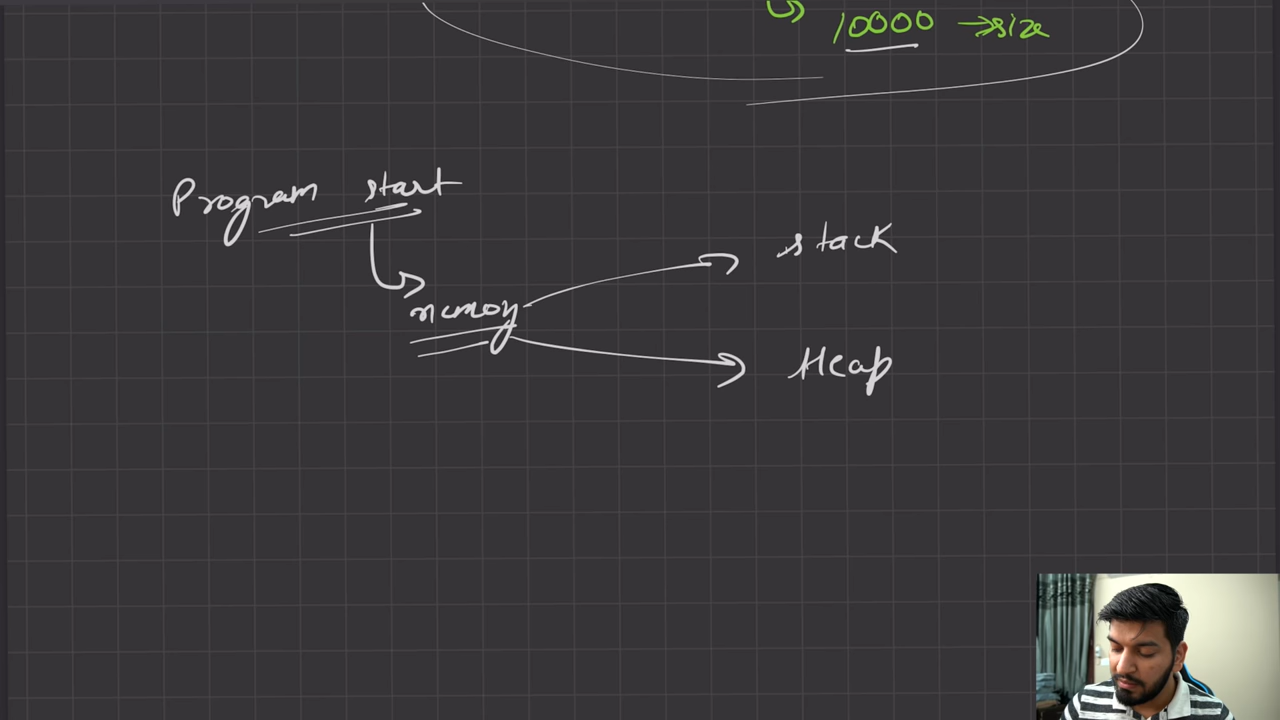 10000 → size
Program start
memory
stack
Heap